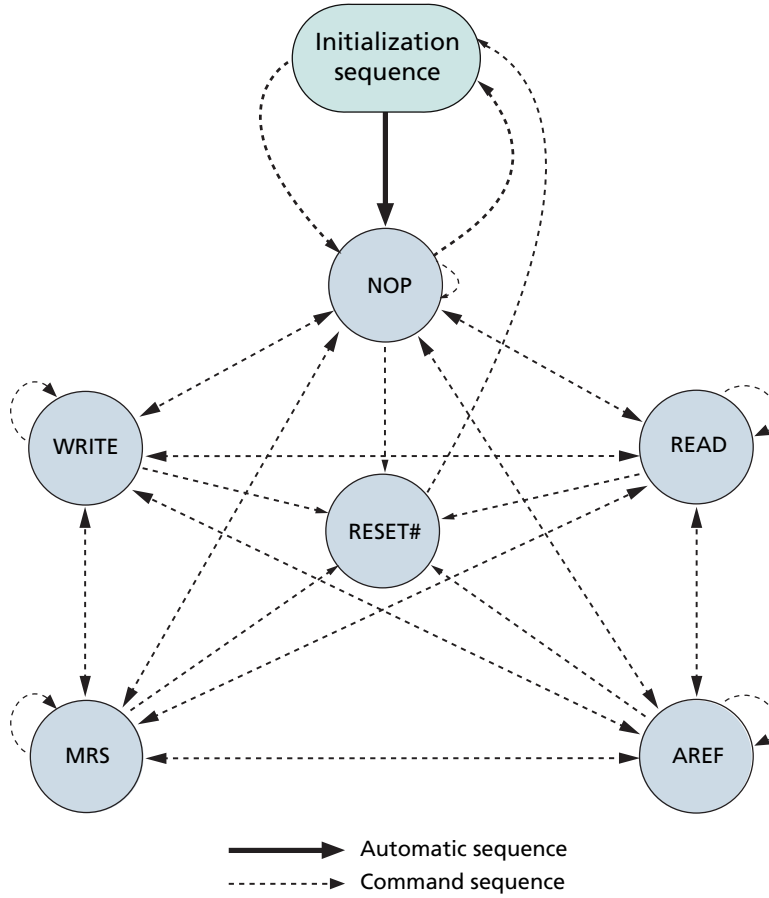 Initialization
sequence
NOP
WRITE
READ
RESET#
MRS
AREF
Automatic sequence
Command sequence